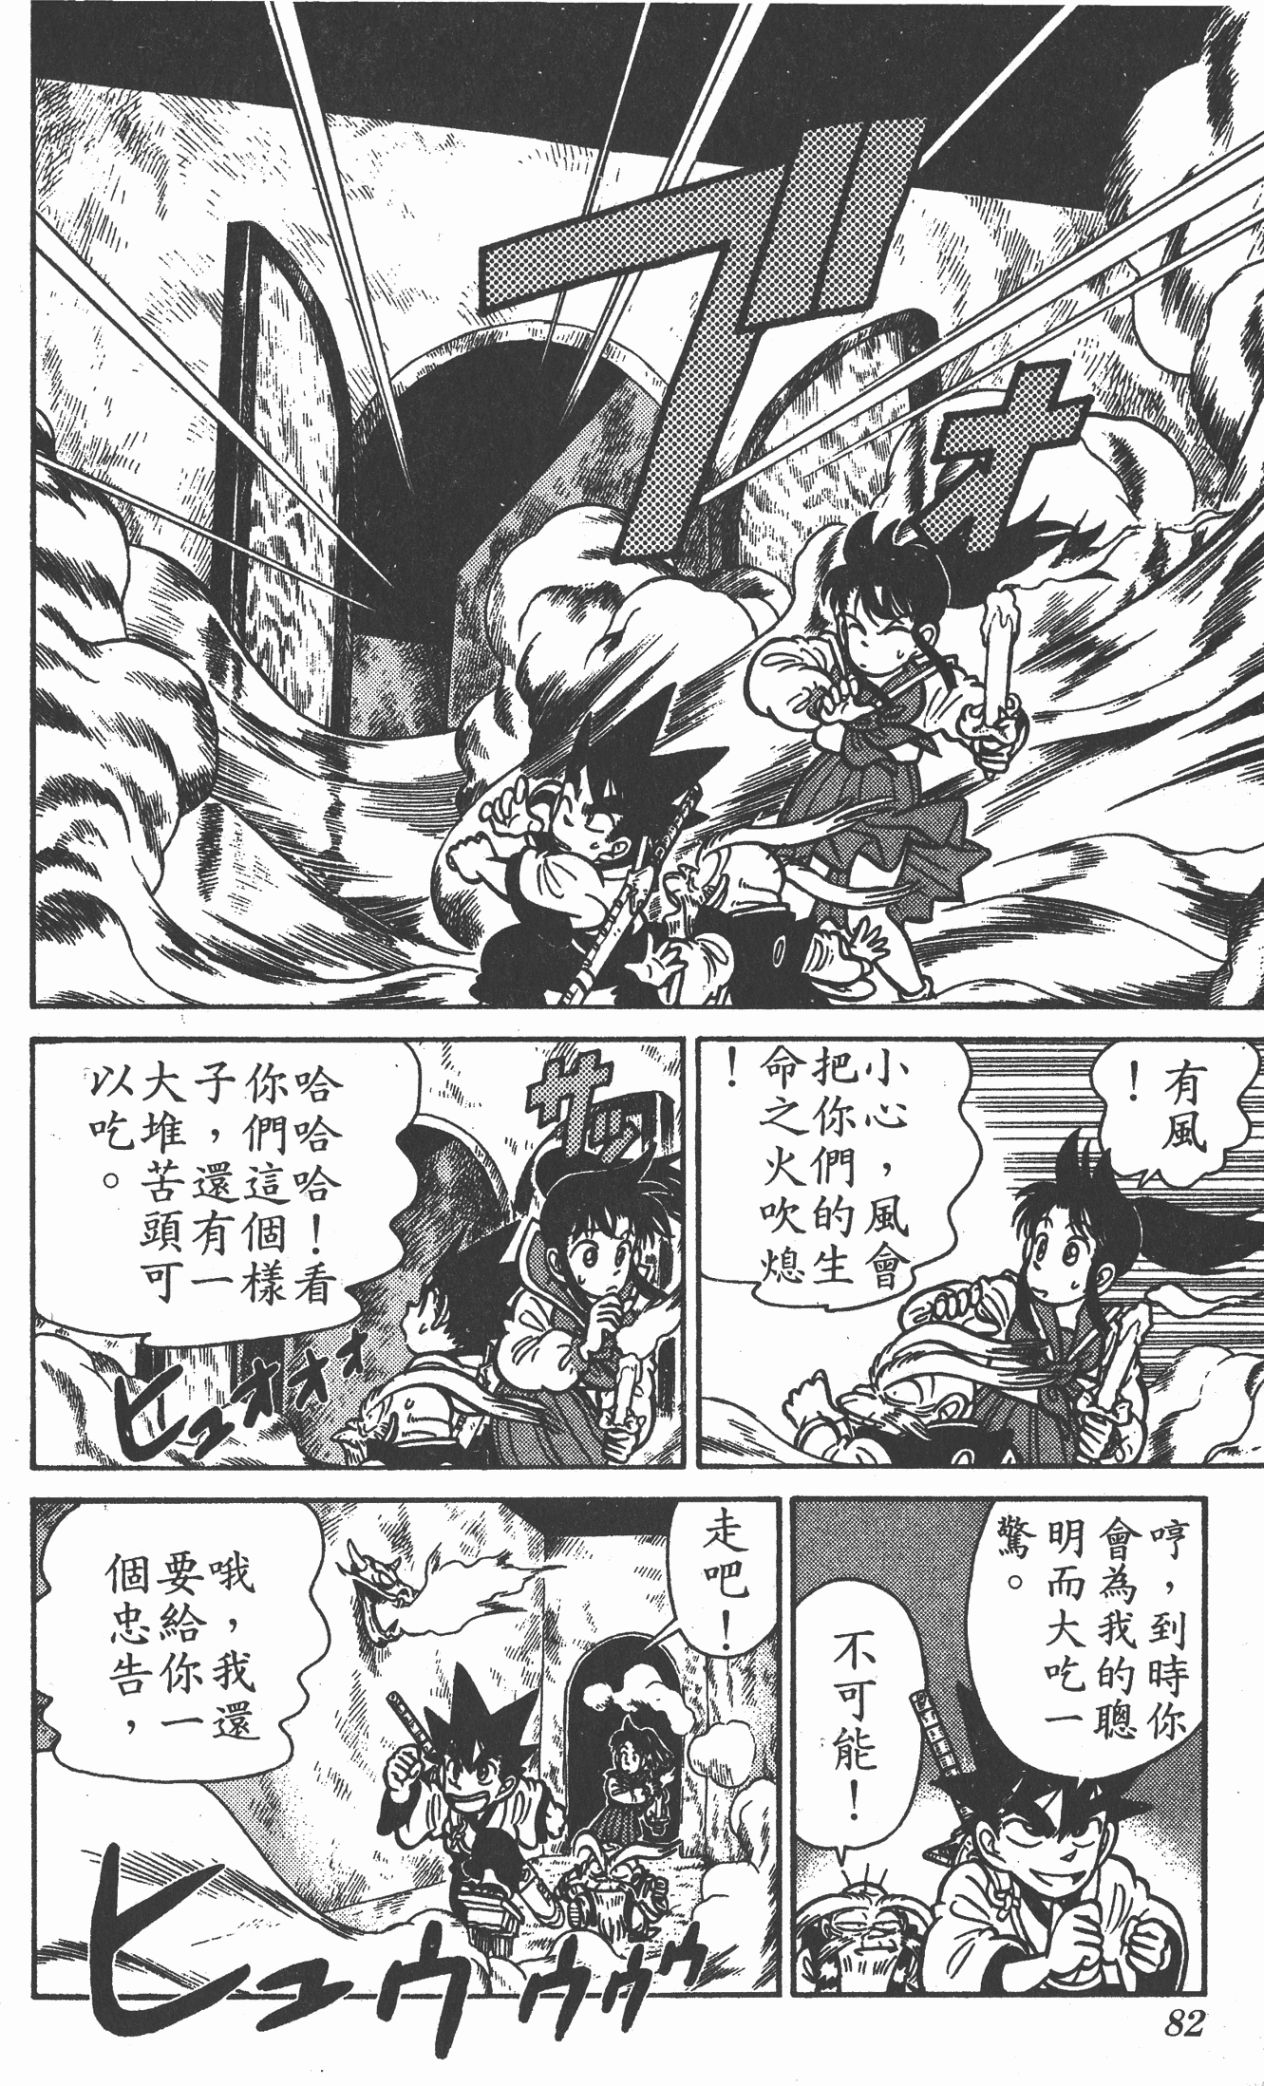 ブオ
有風
！
小心，風會
把你們的生
命之火吹熄
！
哈哈哈！看
你們這個樣
子，還有一
大堆苦頭可
以吃。
サッ
ヒュオオオオ
哼，到時你
會為我的聰
明而大吃一
驚。
不可能！
走吧！
哦，我還
要給你一
個忠告，
ヒュウウウウウ
82